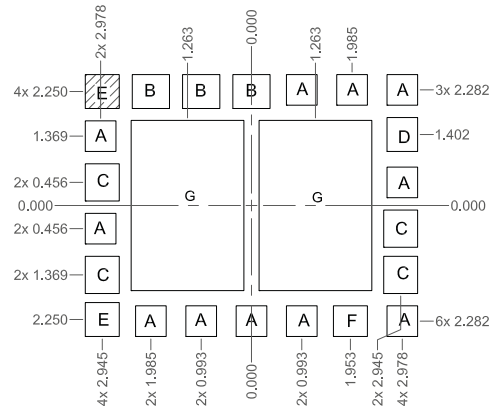 2x 2.978
1.263
0.000
1.263
1.985
4x 2.250
E
B
B
B
A
A
A
3x 2.282
1.369
A
D
1.402
2x 0.456
C
A
0.000
G
G
0.000
2x 0.456
A
C
2x 1.369
C
C
2.250
E
A
A
A
A
F
A
6x 2.282
4x 2.945
2x 1.985
2x 0.993
0.000
2x 0.993
1.953
2x 2.945
4x 2.978